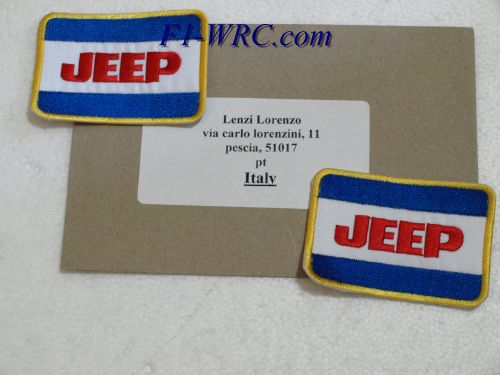 F1-WRC.com
JEEP
Lenzi Lorenzo
via carlo lorenzini, 11
pescia, 51017
pt
Italy
JEEP